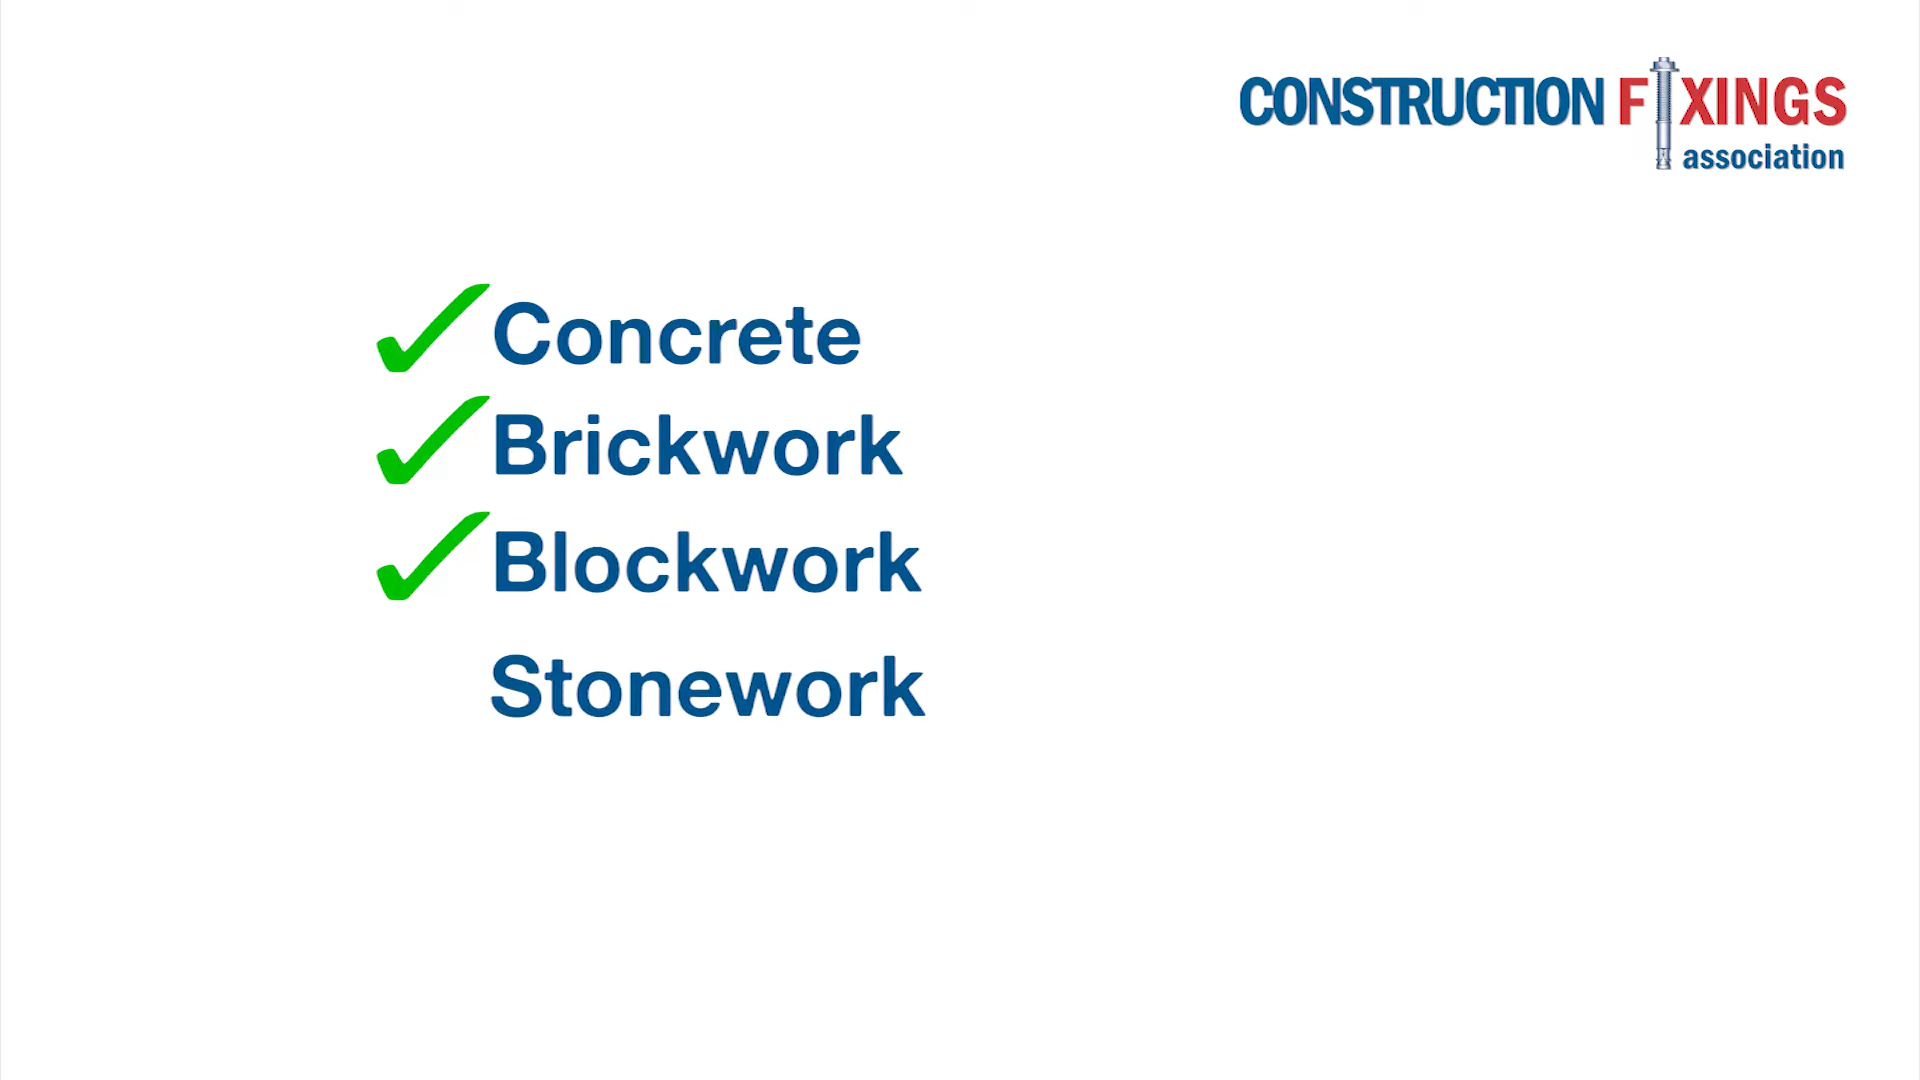 CONSTRUCTION FIXINGS
association
Concrete
Brickwork
Blockwork
Stonework